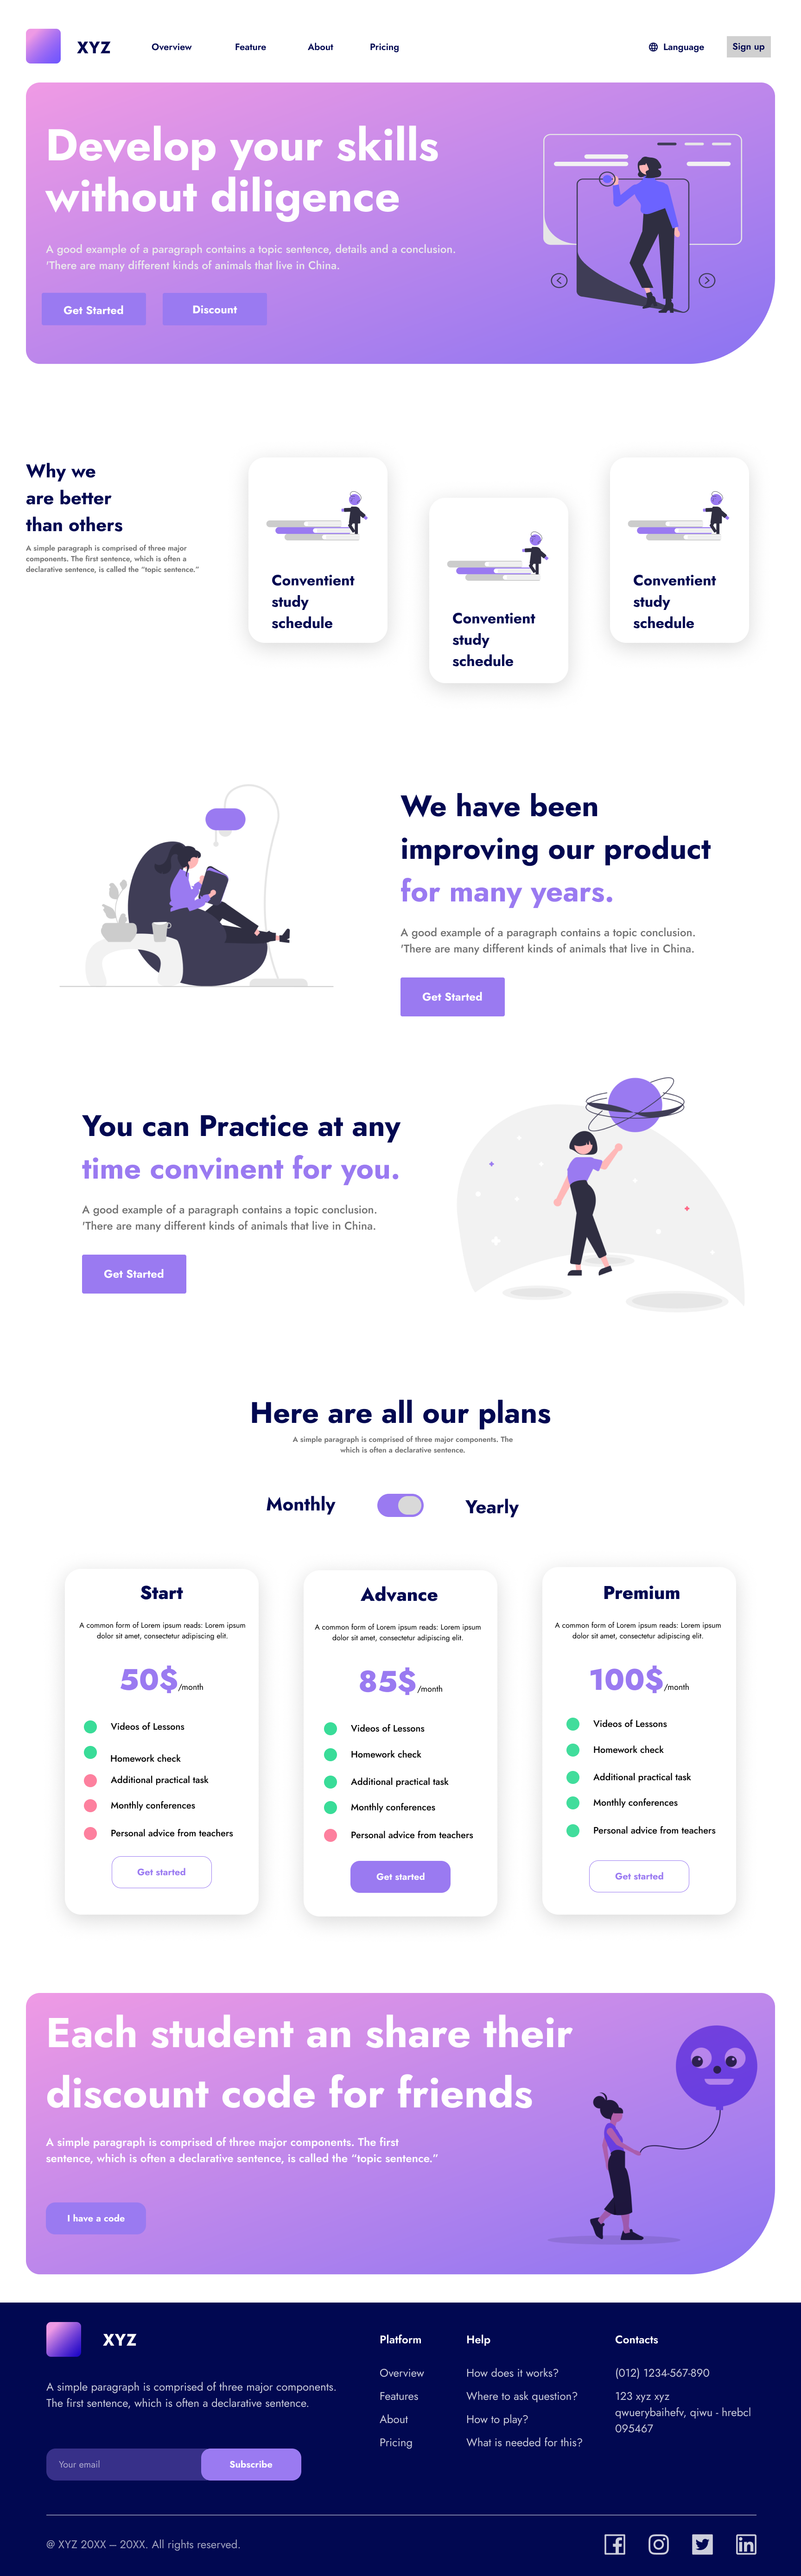 XYZ
Overview
Feature
About
Pricing
Language
Sign up
Develop your skills
without diligence
A good example of a paragraph contains a topic sentence, details and a conclusion.
'There are many different kinds of animals that live in China.
Get Started
Discount
Why we
are better
than others
A simple paragraph is comprised of three major
components. The first sentence, which is often a
declarative sentence, is called the “topic sentence.”
Conventient
study
schedule
Conventient
study
schedule
Conventient
study
schedule
We have been
improving our product
for many years.
A good example of a paragraph contains a topic conclusion.
'There are many different kinds of animals that live in China.
Get Started
You can Practice at any
time convinent for you.
A good example of a paragraph contains a topic conclusion.
'There are many different kinds of animals that live in China.
Get Started
Here are all our plans
A simple paragraph is comprised of three major components. The
which is often a declarative sentence.
Monthly
Yearly
Start
A common form of Lorem ipsum reads: Lorem ipsum
dolor sit amet, consectetur adipiscing elit.
50$/month
Videos of Lessons
Homework check
Additional practical task
Monthly conferences
Personal advice from teachers
Get started
Advance
A common form of Lorem ipsum reads: Lorem ipsum
dolor sit amet, consectetur adipiscing elit.
85$/month
Videos of Lessons
Homework check
Additional practical task
Monthly conferences
Personal advice from teachers
Get started
Premium
A common form of Lorem ipsum reads: Lorem ipsum
dolor sit amet, consectetur adipiscing elit.
100$/month
Videos of Lessons
Homework check
Additional practical task
Monthly conferences
Personal advice from teachers
Get started
Each student an share their
discount code for friends
A simple paragraph is comprised of three major components. The first
sentence, which is often a declarative sentence, is called the “topic sentence.”
I have a code
XYZ
A simple paragraph is comprised of three major components.
The first sentence, which is often a declarative sentence.
Your email
Subscribe
Platform
Overview
Features
About
Pricing
Help
How does it works?
Where to ask question?
How to play?
What is needed for this?
Contacts
(012) 1234-567-890
123 xyz xyz
qwuerybaihefv, qiwu - hrebcl
095467
@ XYZ 20XX — 20XX. All rights reserved.